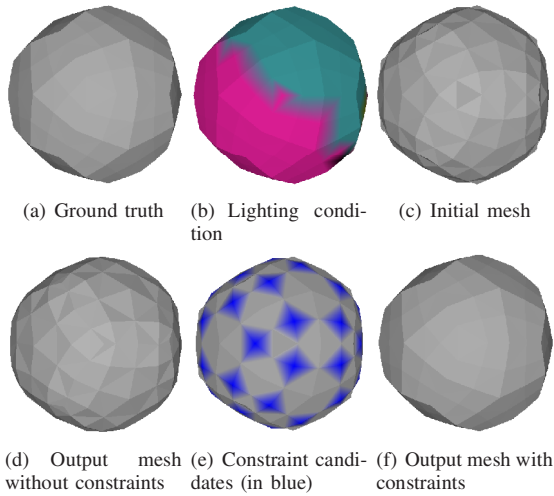 (a) Ground truth
(b) Lighting condi-
tion
(c) Initial mesh
(d) Output mesh
without constraints
(e) Constraint candi-
dates (in blue)
(f) Output mesh with
constraints